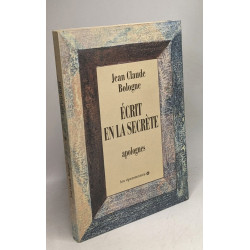 Jean Claude
Bologne
ÉCRIT
EN LA SECRÈTE
apologues